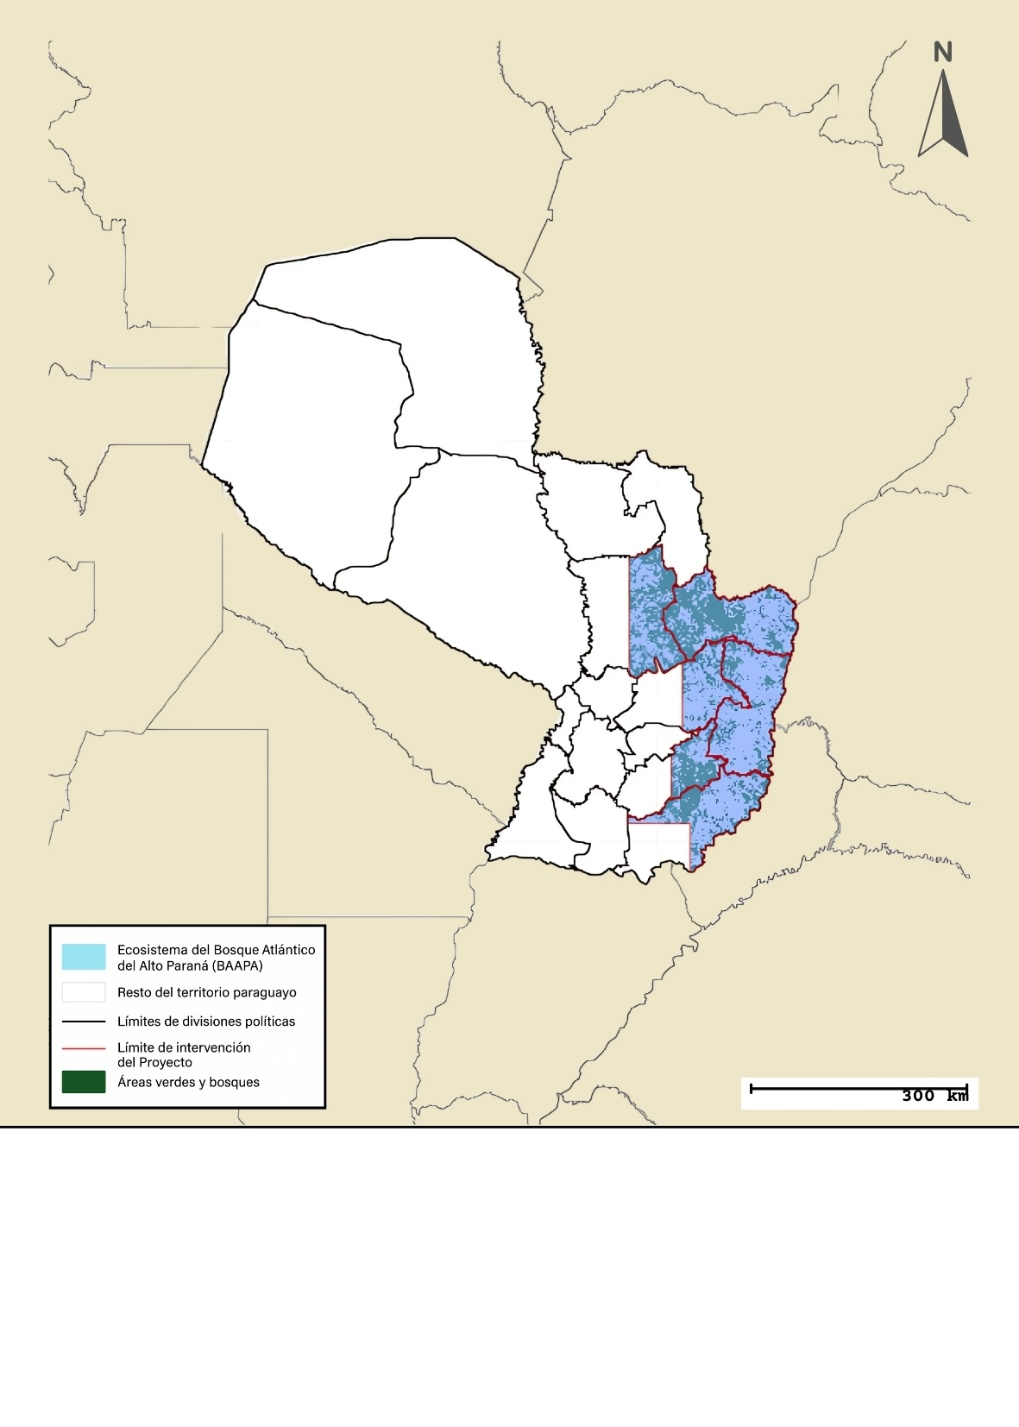 N
Ecosistema del Bosque Atlántico
del Alto Paraná (BAAPA)
Resto del territorio paraguayo
Límites de divisiones políticas
Límite de intervención
del Proyecto
Áreas verdes y bosques
300 km